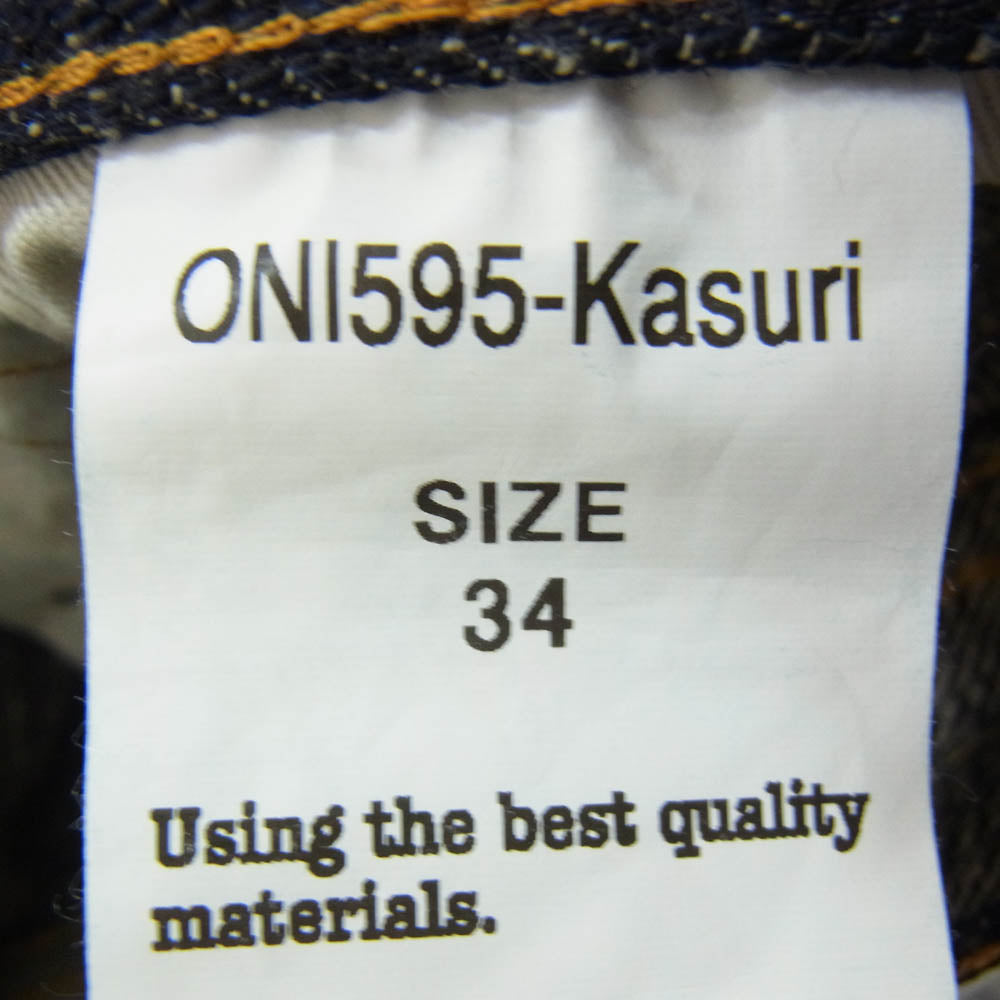 ONI595-Kasuri
SIZE
34
Using the best quality
materials.